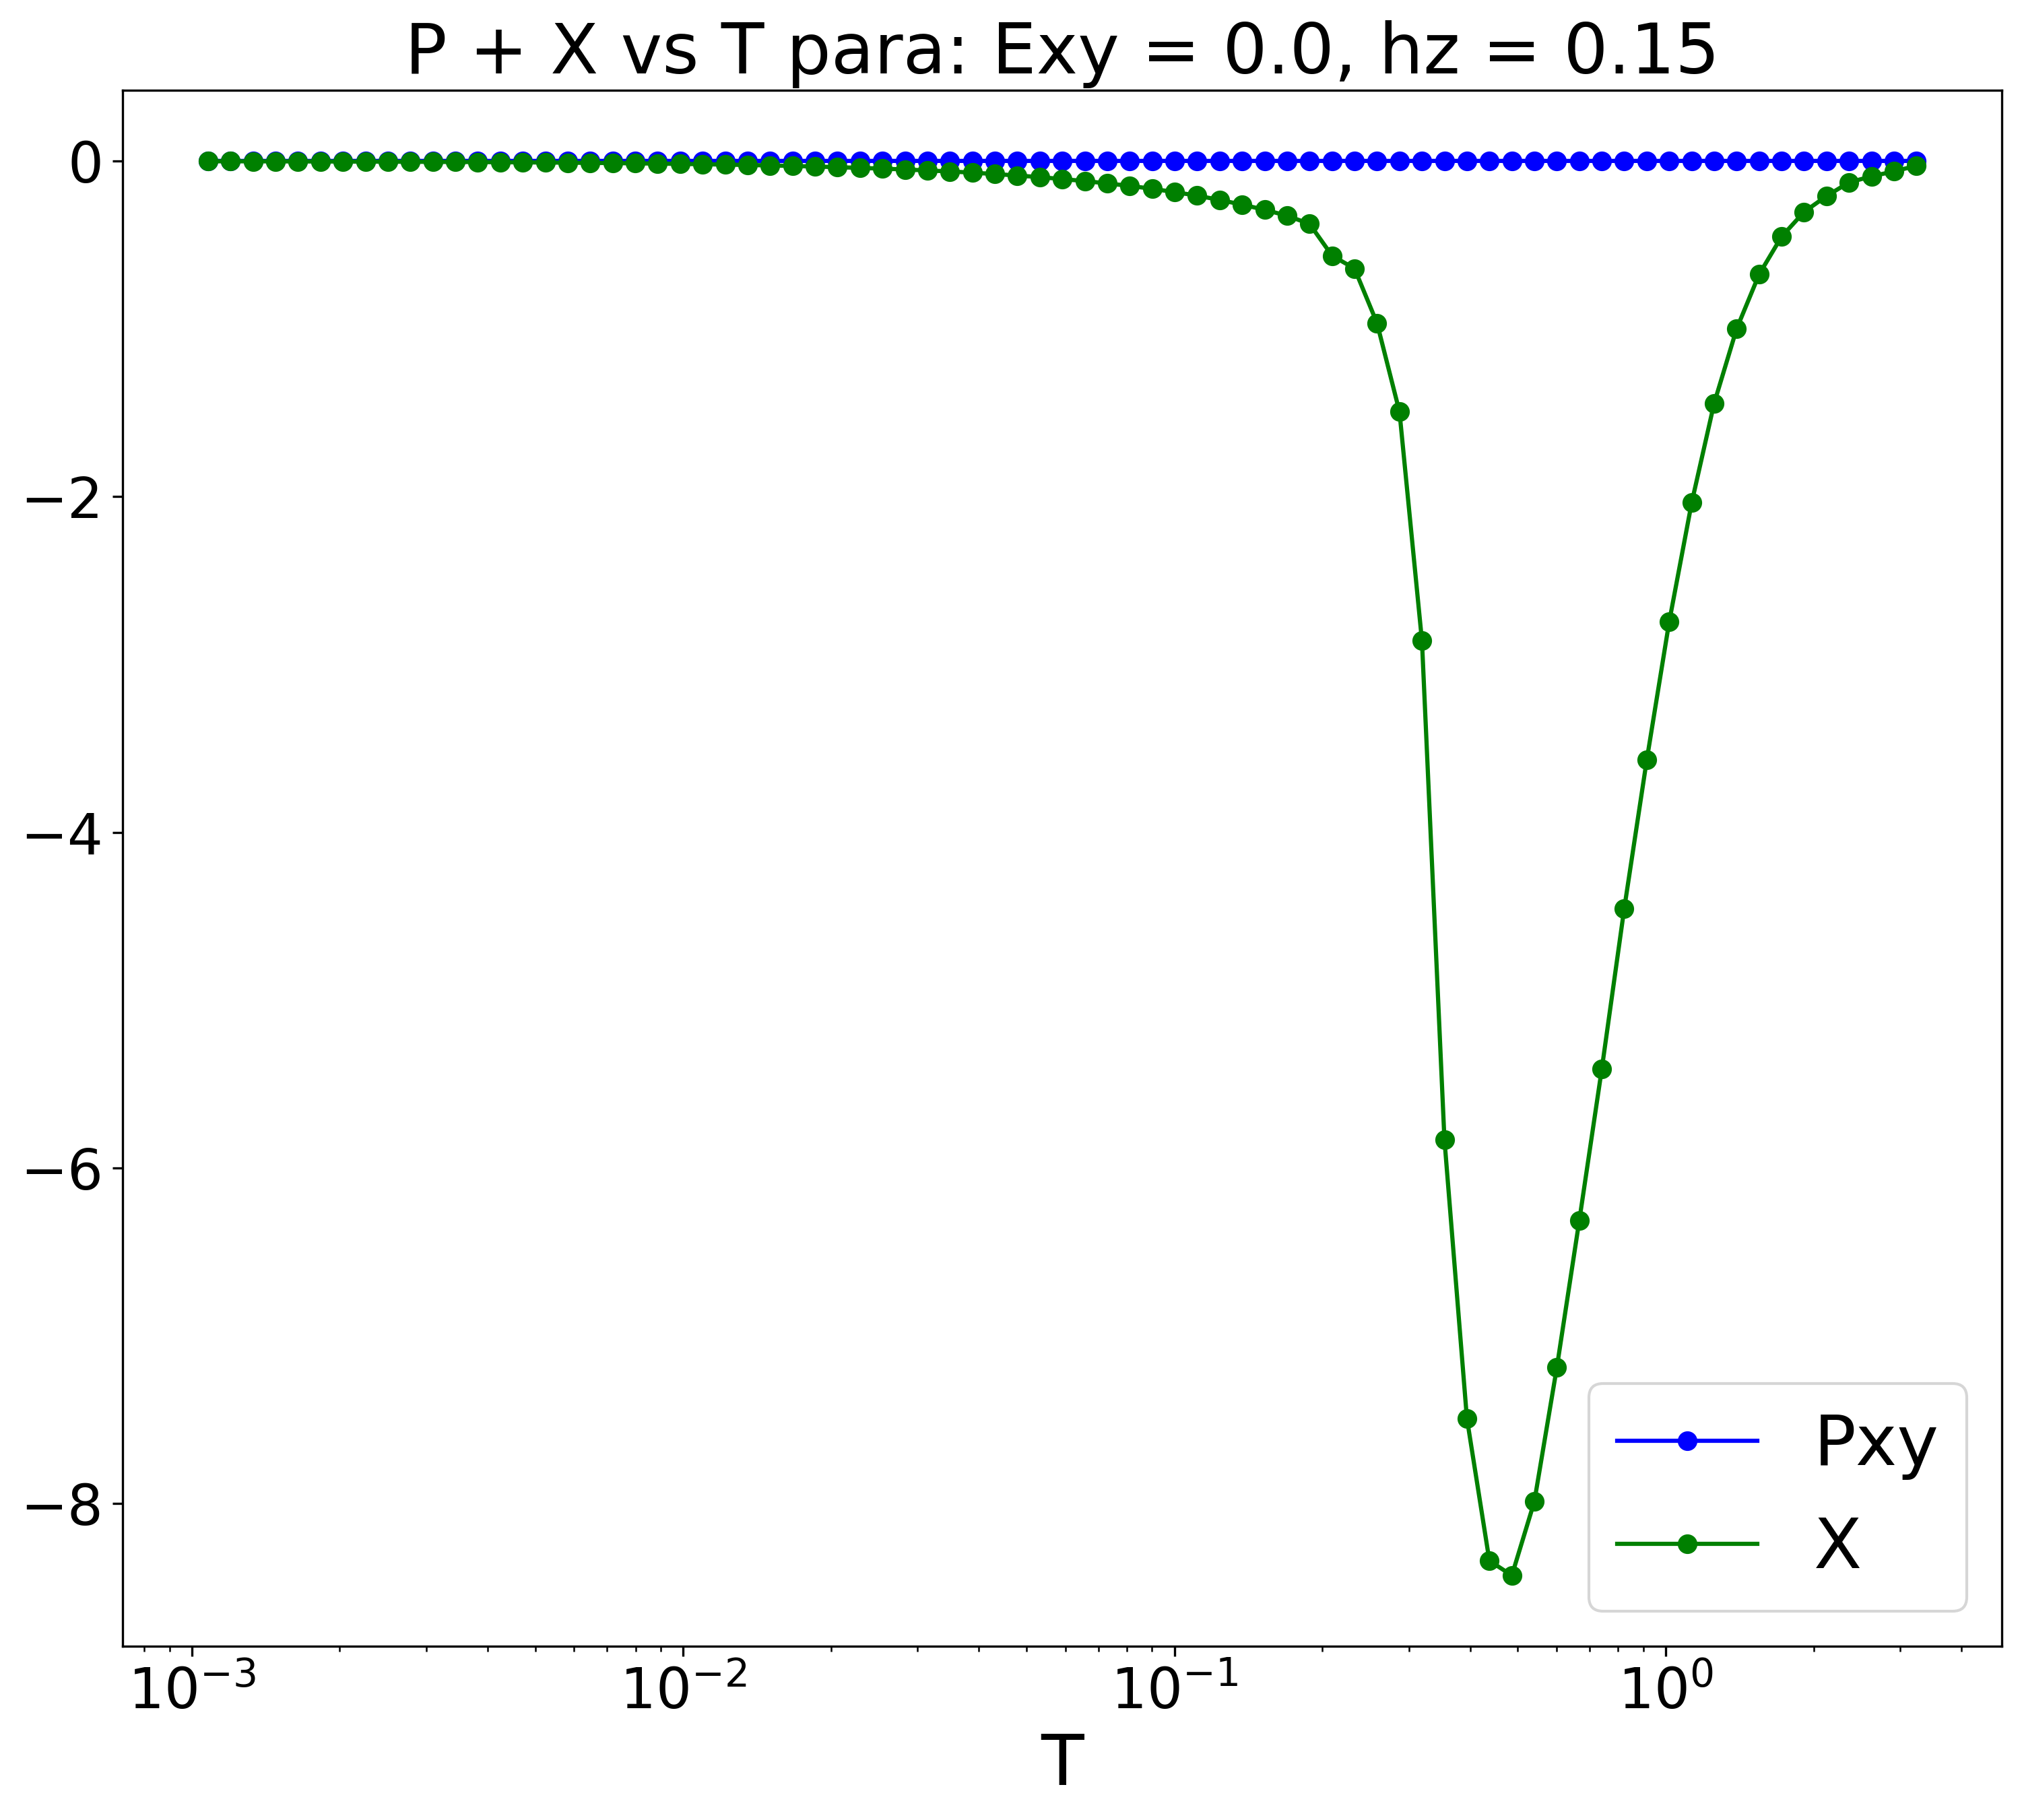 P + X vs T para: Exy = 0.0, hz = 0.15
0
−2
−4
−6
−8
Pxy
X
10⁻³ 10⁻² 10⁻¹ 10⁰
T